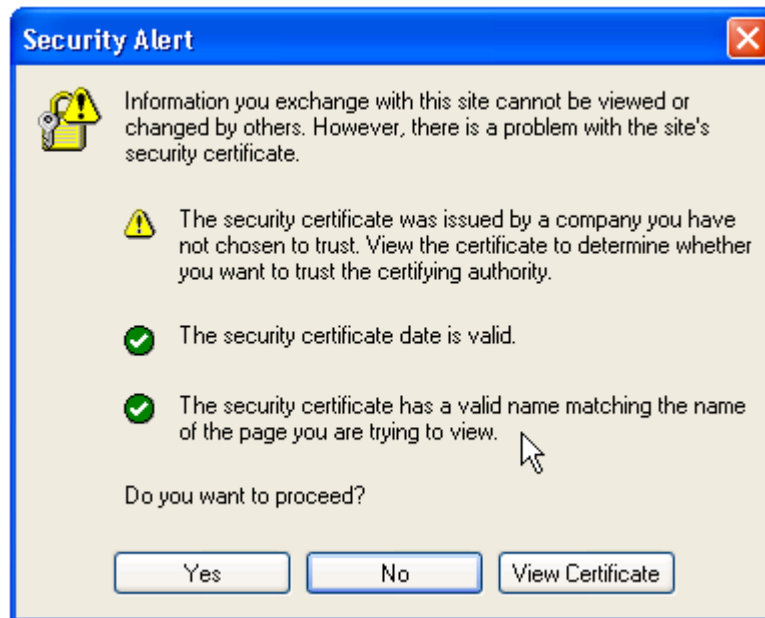 Security Alert
Information you exchange with this site cannot be viewed or
changed by others. However, there is a problem with the site's
security certificate.
The security certificate was issued by a company you have
not chosen to trust. View the certificate to determine whether
you want to trust the certifying authority.
The security certificate date is valid.
The security certificate has a valid name matching the name
of the page you are trying to view.
Do you want to proceed?
Yes
No
View Certificate